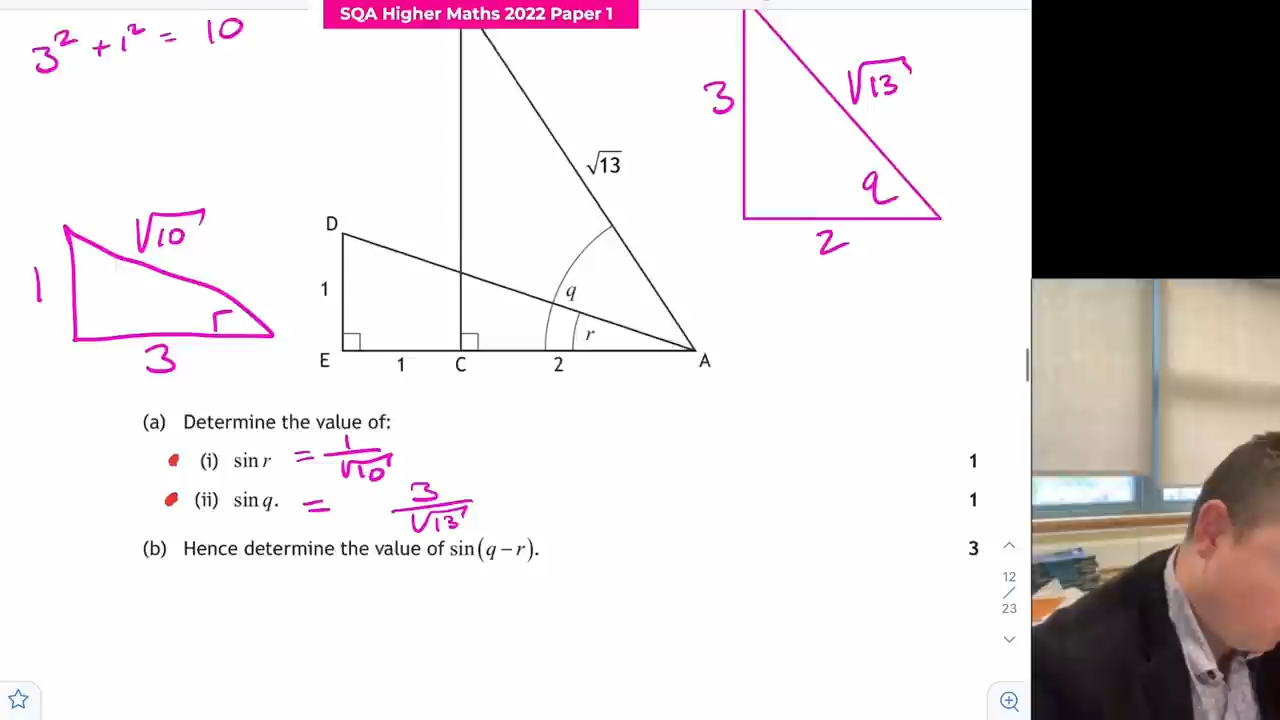 SQA Higher Maths 2022 Paper 1
3² + 1² = 10
√13
3
q
2
√10
1
r
3
D
1
E
1
C
2
A
√13
q
r
(a) Determine the value of:
(i) sin r = 1/√10 1
(ii) sin q. = 3/√13 1
(b) Hence determine the value of sin(q – r). 3
12
/
23